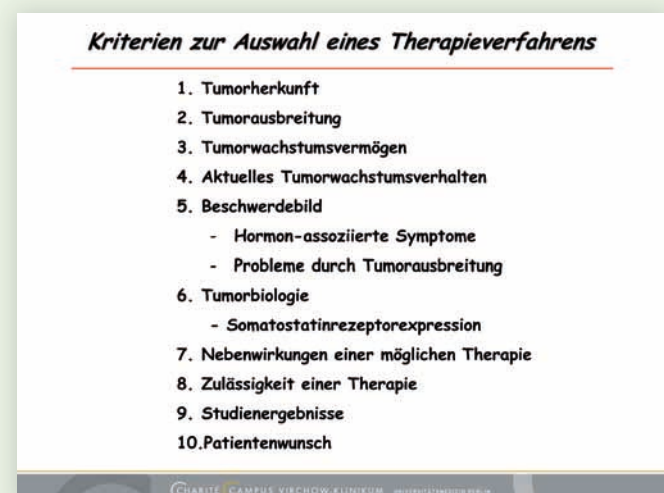 Kriterien zur Auswahl eines Therapieverfahrens
1. Tumorherkunft
2. Tumorausbreitung
3. Tumorwachstumsvermögen
4. Aktuelles Tumorwachstumsverhalten
5. Beschwerdebild
- Hormon-assoziierte Symptome
- Probleme durch Tumorausbreitung
6. Tumorbiologie
- Somatostatinrezeptorexpression
7. Nebenwirkungen einer möglichen Therapie
8. Zulässigkeit einer Therapie
9. Studienergebnisse
10.Patientenwunsch
CHARITÉ CAMPUS VIRCHOW-KLINIKUM UNIVERSITÄTSMEDIZIN BERLIN